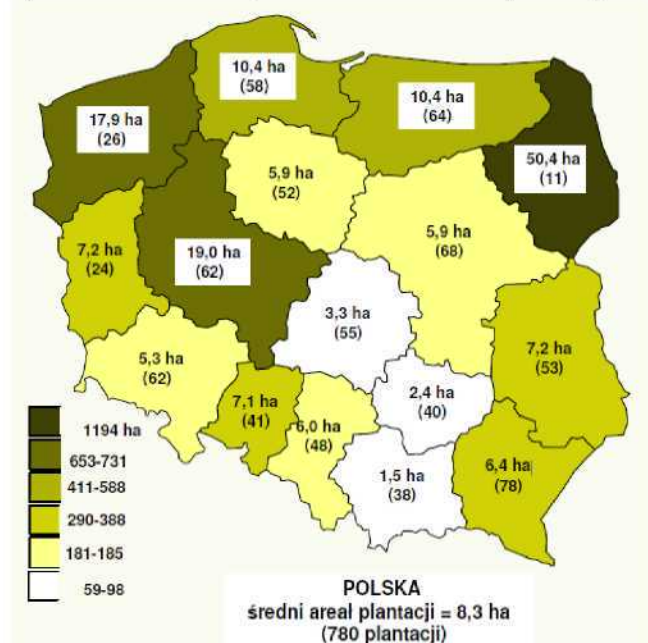 10,4 ha
(58)
10,4 ha
(64)
17,9 ha
(26)
50,4 ha
(11)
5,9 ha
(52)
5,9 ha
(68)
7,2 ha
(24)
19,0 ha
(62)
3,3 ha
(55)
7,2 ha
(53)
5,3 ha
(62)
2,4 ha
(40)
7,1 ha
(41)
6,0 ha
(48)
1,5 ha
(38)
6,4 ha
(78)
1194 ha
653-731
411-588
290-388
181-185
59-98
POLSKA
średni areał plantacji = 8,3 ha
(780 plantacji)